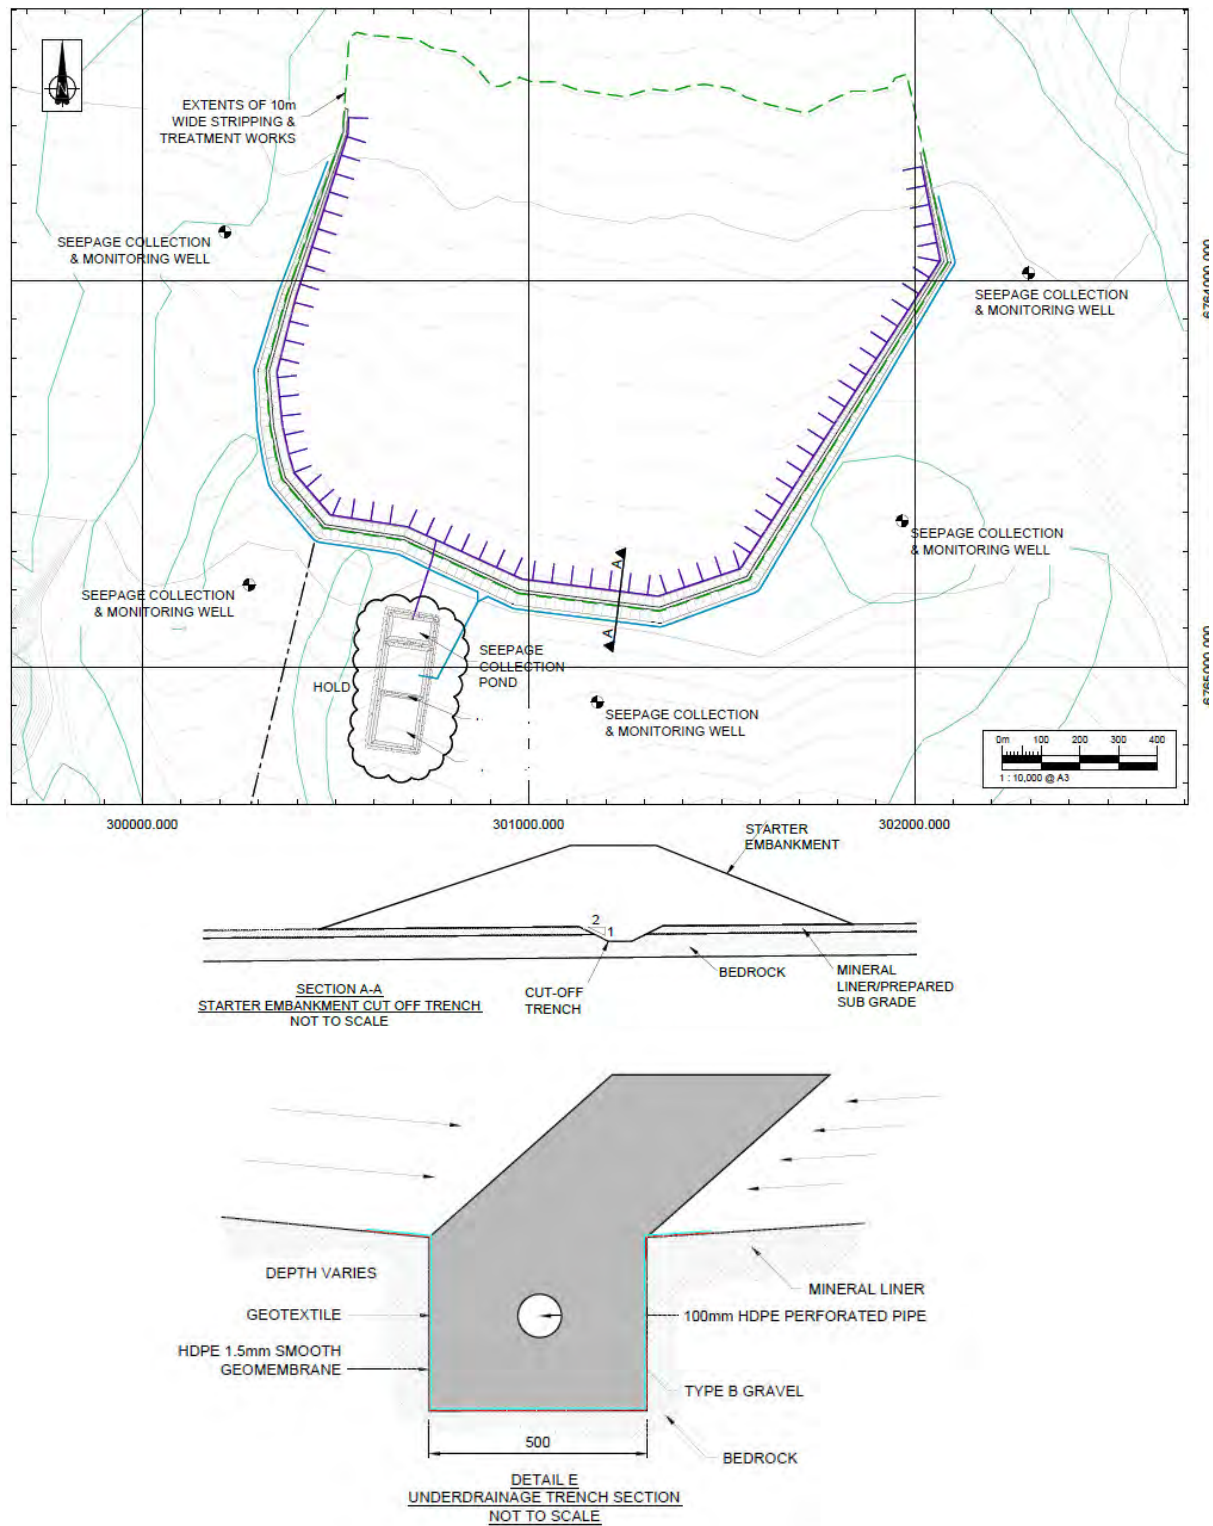 N
EXTENTS OF 10m
WIDE STRIPPING &
TREATMENT WORKS
SEEPAGE COLLECTION
& MONITORING WELL
SEEPAGE COLLECTION
& MONITORING WELL
6764000.000
SEEPAGE COLLECTION
& MONITORING WELL
SEEPAGE COLLECTION
& MONITORING WELL
A
A
SEEPAGE
COLLECTION
POND
HOLD
6765000.000
SEEPAGE COLLECTION
& MONITORING WELL
0m 100 200 300 400
1 : 10,000 @ A3
300000.000
301000.000
302000.000
STARTER
EMBANKMENT
2
1
BEDROCK
MINERAL
LINER/PREPARED
SUB GRADE
CUT-OFF
TRENCH
SECTION A-A
STARTER EMBANKMENT CUT OFF TRENCH
NOT TO SCALE
DEPTH VARIES
MINERAL LINER
GEOTEXTILE
100mm HDPE PERFORATED PIPE
HDPE 1.5mm SMOOTH
GEOMEMBRANE
TYPE B GRAVEL
500
BEDROCK
DETAIL E
UNDERDRAINAGE TRENCH SECTION
NOT TO SCALE